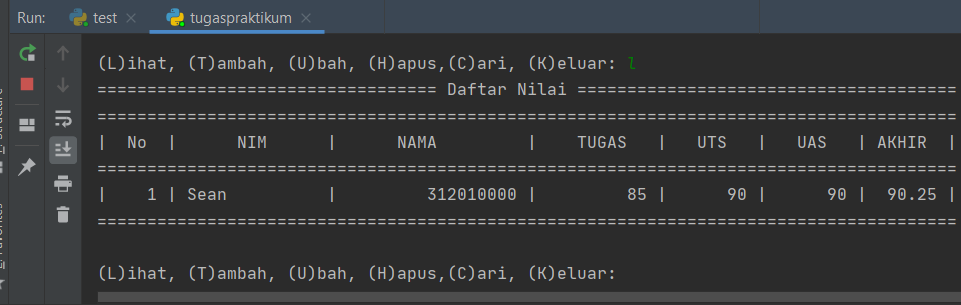 Run: test × tugaspraktikum ×
(L)ihat, (T)ambah, (U)bah, (H)apus,(C)ari, (K)eluar: l
================================== Daftar Nilai ======================================
======================================================================================
|  No  |      NIM      |      NAMA         |    TUGAS   |   UTS   |   UAS   | AKHIR  |
======================================================================================
|    1 | Sean          |         312010000 |         85 |      90 |      90 |  90.25 |
======================================================================================
(L)ihat, (T)ambah, (U)bah, (H)apus,(C)ari, (K)eluar: